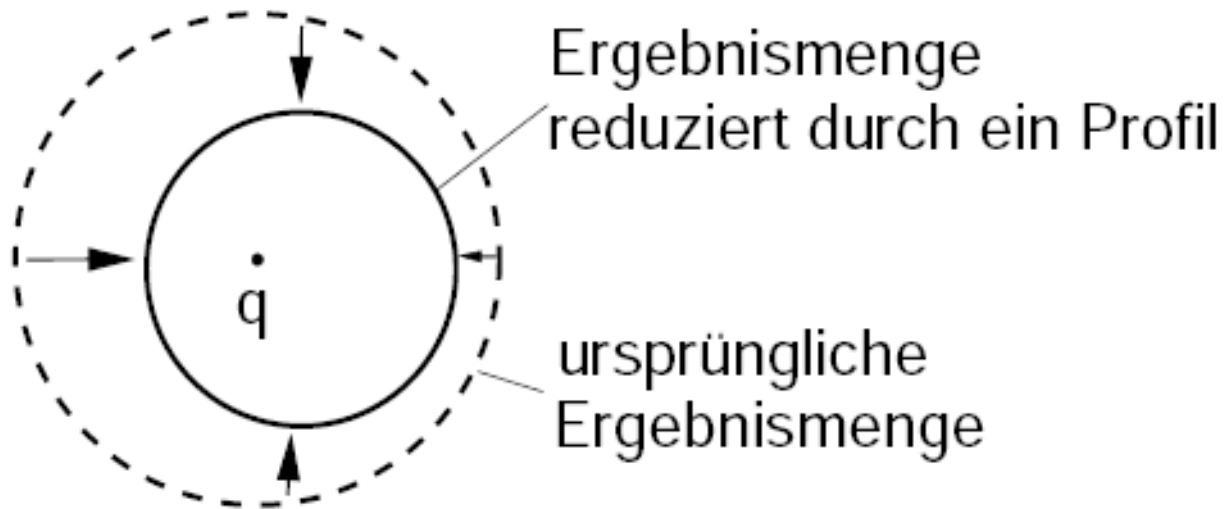 Ergebnismenge
reduziert durch ein Profil
q
ursprüngliche
Ergebnismenge